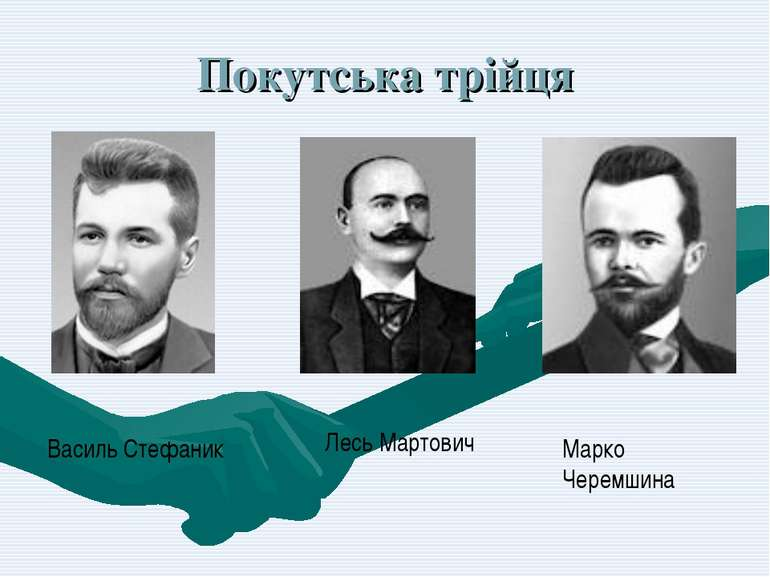 Покутська трійця
Василь Стефаник
Лесь Мартович
Марко
Черемшина